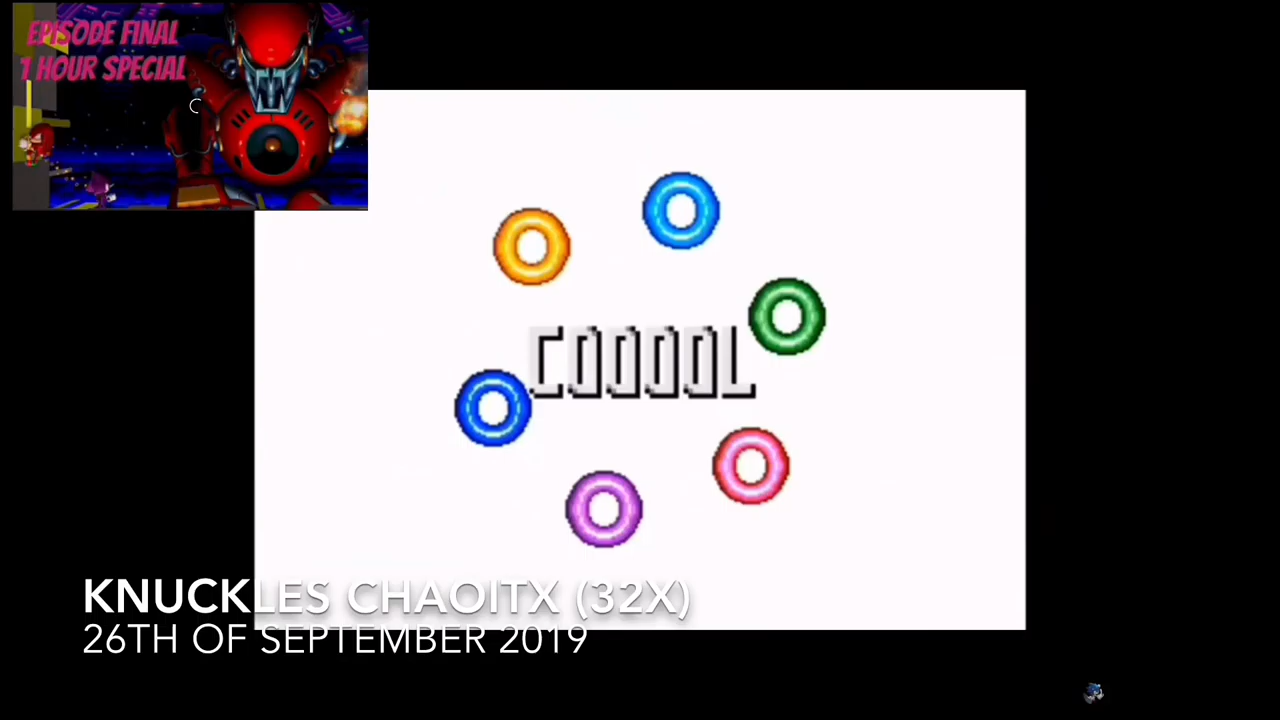 EPISODE FINAL
1 HOUR SPECIAL
COOOOL
KNUCKLES CHAOITX (32X)
26TH OF SEPTEMBER 2019